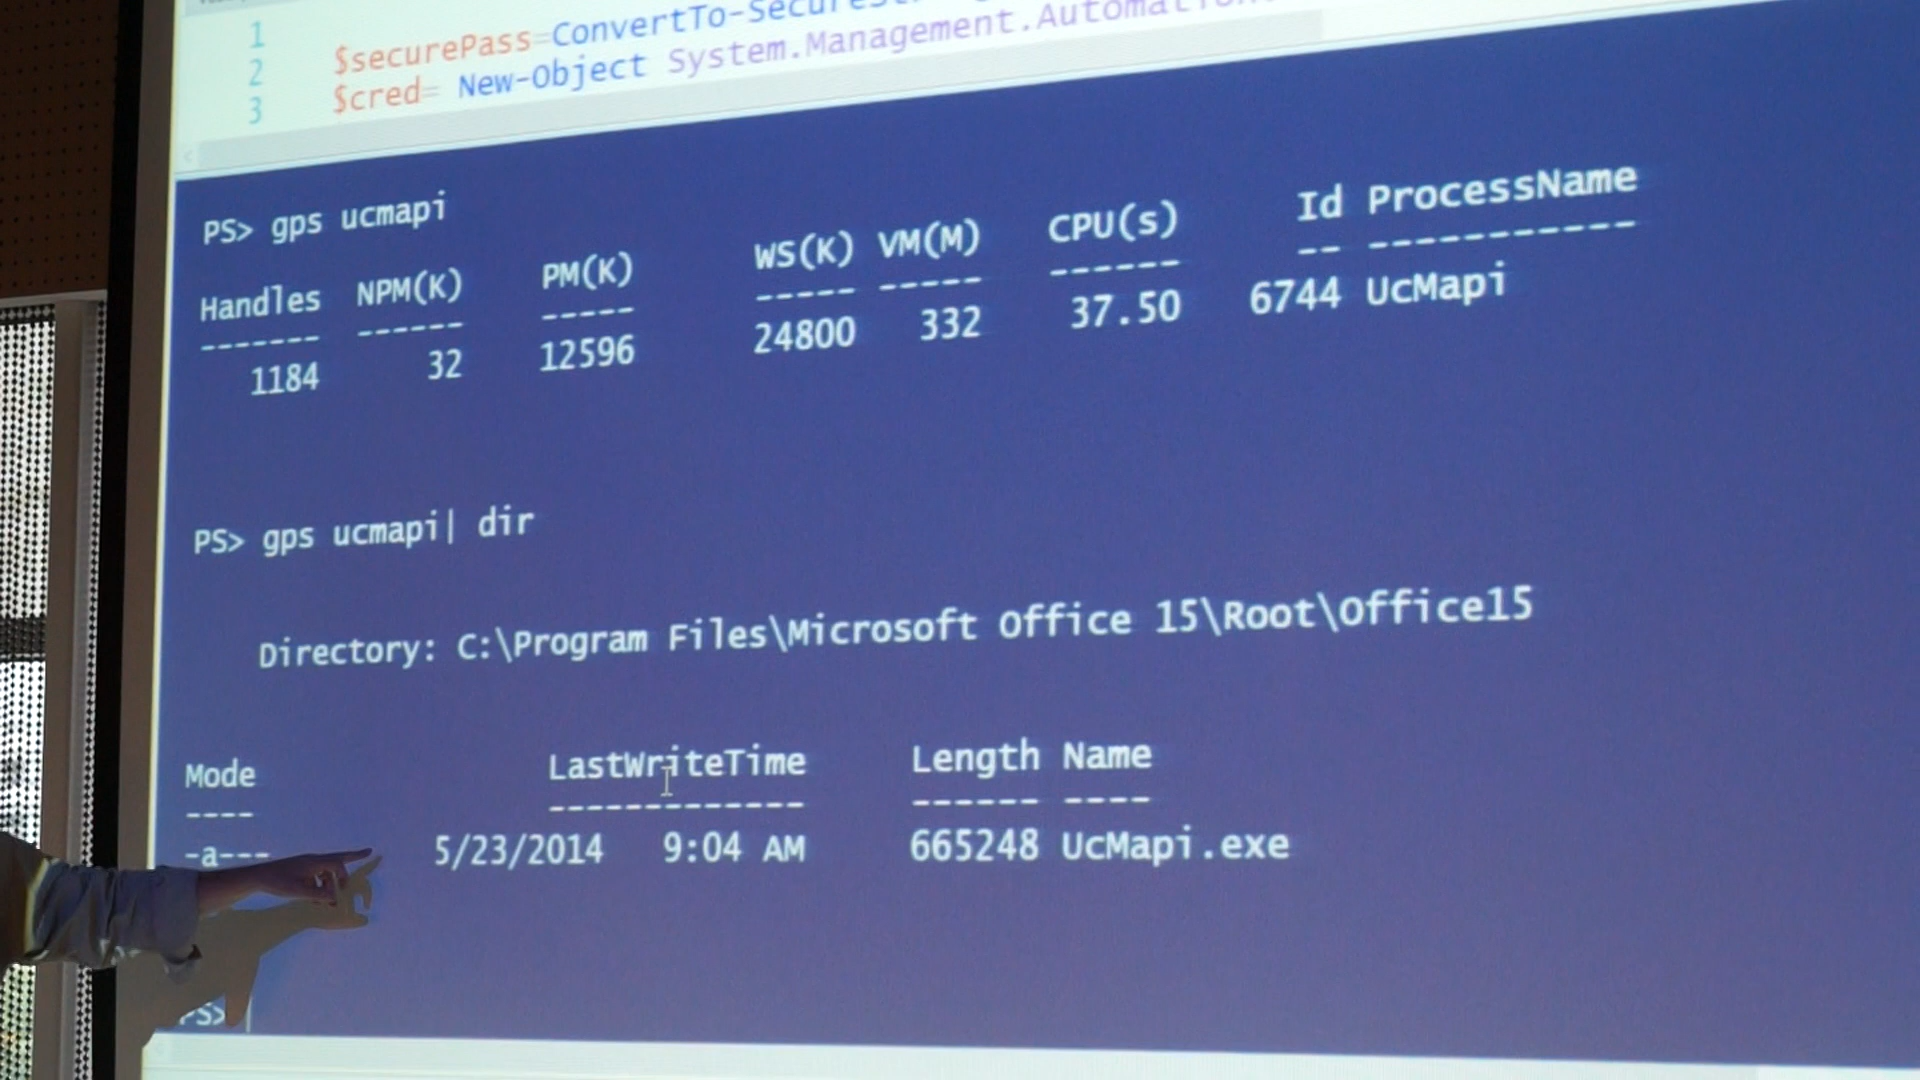 1
2 $securePass=ConvertTo-SecureSt
3 $cred= New-Object System.Management.Automation.
PS> gps ucmapi
Handles NPM(K) PM(K) WS(K) VM(M) CPU(s) Id ProcessName
------- ------ ----- ----- ----- ------ -- -----------
1184 32 12596 24800 332 37.50 6744 UcMapi
PS> gps ucmapi| dir
Directory: C:\Program Files\Microsoft Office 15\Root\Office15
Mode LastWriteTime Length Name
---- ------------- ------ ----
-a--- 5/23/2014 9:04 AM 665248 UcMapi.exe
PS>